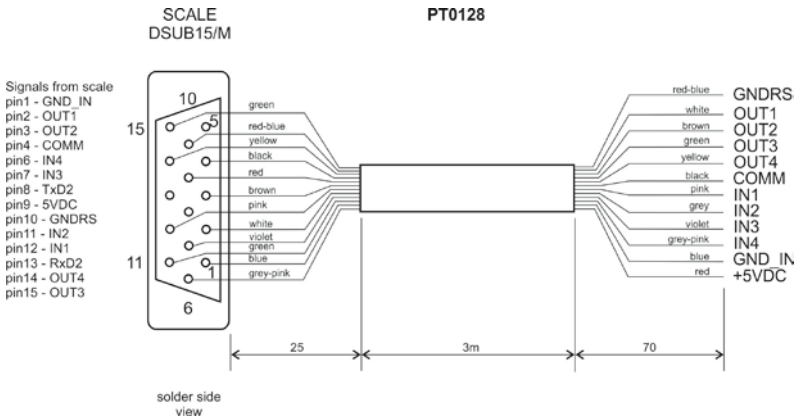 SCALE
DSUB15/M
PT0128
Signals from scale
pin1 - GND_IN
pin2 - OUT1
pin3 - OUT2
pin4 - COMM
pin6 - IN4
pin7 - IN3
pin8 - TxD2
pin9 - 5VDC
pin10 - GNDRS
pin11 - IN2
pin12 - IN1
pin13 - RxD2
pin14 - OUT4
pin15 - OUT3
10
5
15
11
1
6
green
red-blue
yellow
black
red
brown
pink
white
violet
green
blue
grey-pink
red-blue GNDRS
white OUT1
brown OUT2
green OUT3
yellow OUT4
black COMM
pink IN1
grey IN2
violet IN3
grey-pink IN4
blue GND_IN
red +5VDC
25
3m
70
solder side
view